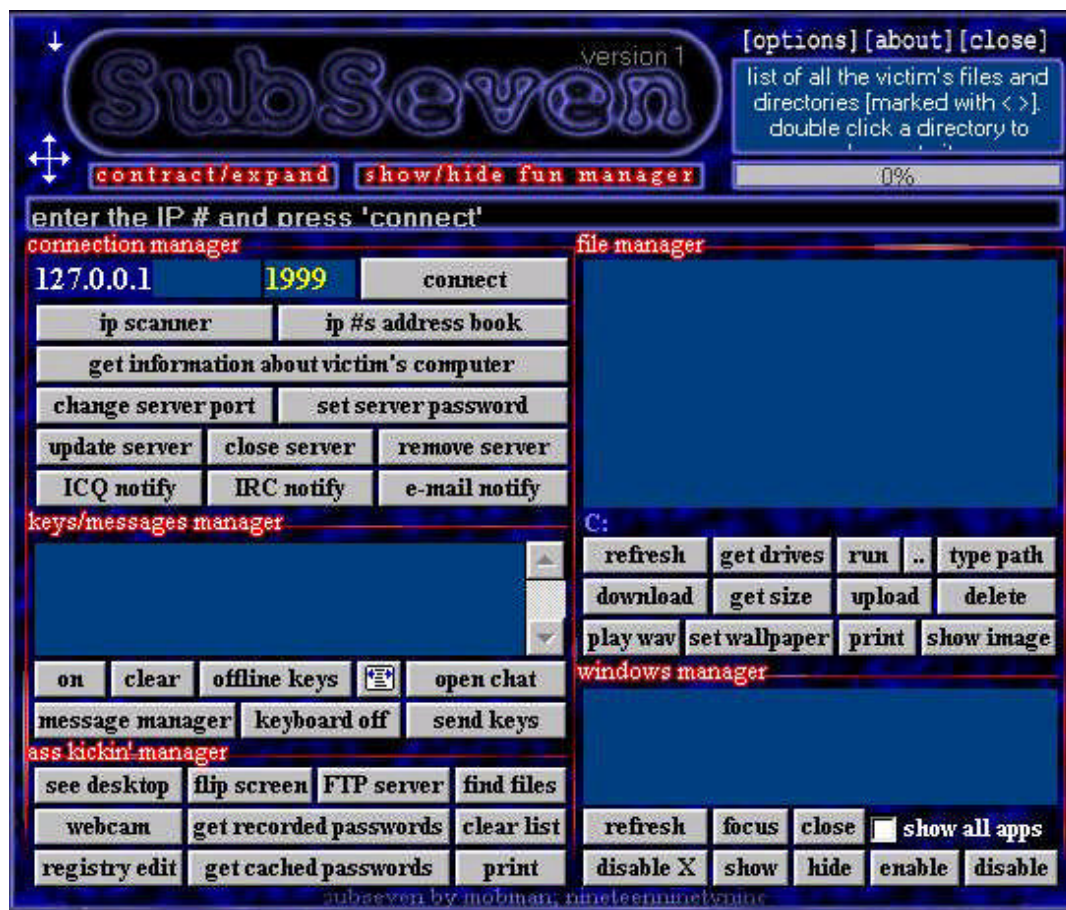 SubSeven
version 1
[options] [about] [close]
list of all the victim's files and
directories [marked with < >].
double click a directory to
contract/expand
show/hide fun manager
0%
enter the IP # and press 'connect'
connection manager
127.0.0.1 1999 connect
ip scanner ip #s address book
get information about victim's computer
change server port set server password
update server close server remove server
ICQ notify IRC notify e-mail notify
keys/messages manager
on clear offline keys open chat
message manager keyboard off send keys
ass kickin' manager
see desktop flip screen FTP server find files
webcam get recorded passwords clear list
registry edit get cached passwords print
file manager
C:
refresh get drives run .. type path
download get size upload delete
play wav set wallpaper print show image
windows manager
refresh focus close show all apps
disable X show hide enable disable
subseven by mobman; nineteenninetynine